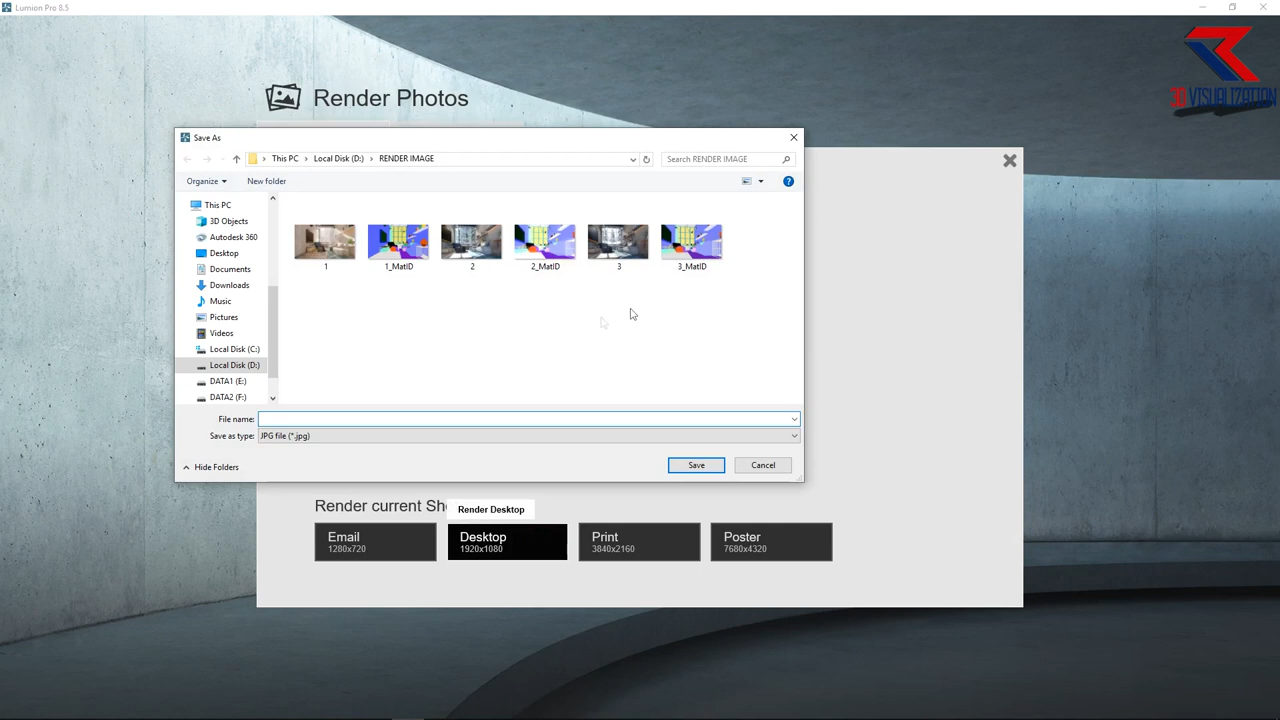 Lumion Pro 8.5
3D VISUALIZATION
Render Photos
Save As
This PC > Local Disk (D:) > RENDER IMAGE
Search RENDER IMAGE
Organize
New folder
This PC
3D Objects
Autodesk 360
Desktop
Documents
Downloads
Music
Pictures
Videos
Local Disk (C:)
Local Disk (D:)
DATA1 (E:)
DATA2 (F:)
1
1_MatID
2
2_MatID
3
3_MatID
File name:
Save as type: JPG file (*.jpg)
Hide Folders
Save
Cancel
Render current Sh
Render Desktop
Email
1280x720
Desktop
1920x1080
Print
3840x2160
Poster
7680x4320